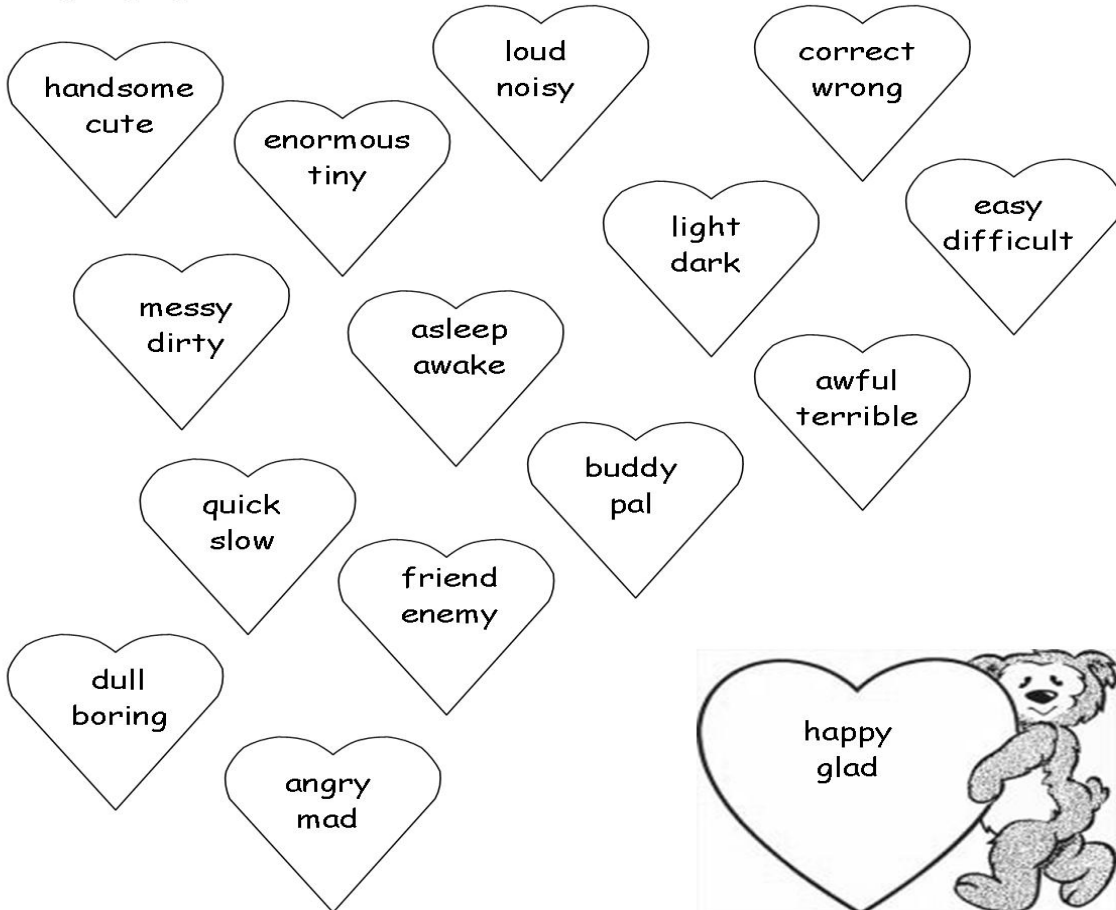 handsome
cute
enormous
tiny
loud
noisy
correct
wrong
light
dark
easy
difficult
messy
dirty
asleep
awake
awful
terrible
quick
slow
buddy
pal
friend
enemy
dull
boring
angry
mad
happy
glad